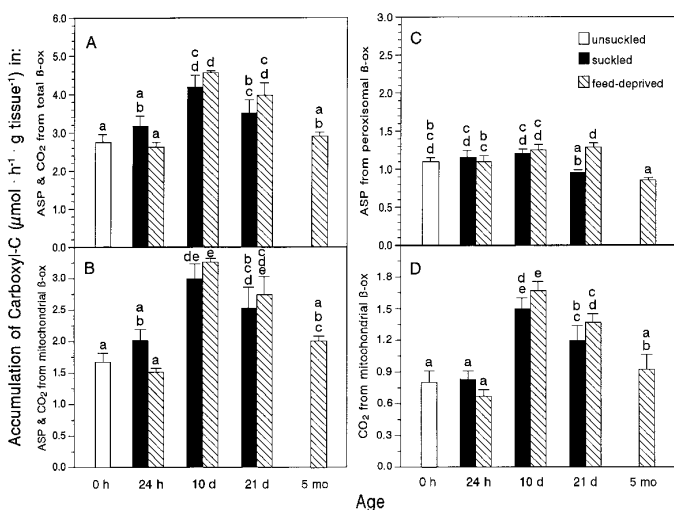 Accumulation of Carboxyl-C (μmol · h⁻¹ · g tissue⁻¹) in:
A
ASP & CO₂ from total β-ox
6.0
5.0
4.0
3.0
2.0
1.0
0.0
a
a
b
a
c
d
d
b
c
c
d
a
b
C
unsuckled
suckled
feed-deprived
ASP from peroxisomal β-ox
3.0
2.5
2.0
1.5
1.0
0.5
0.0
b
c
d
c
d
b
c
c
d
c
d
a
b
d
a
B
ASP & CO₂ from mitochondrial β-ox
3.0
2.5
2.0
1.5
1.0
0.5
0.0
a
a
b
a
de
e
b
c
d
c
d
e
a
b
c
0 h
24 h
10 d
21 d
5 mo
D
CO₂ from mitochondrial β-ox
1.8
1.5
1.2
0.9
0.6
0.3
0.0
a
a
a
d
e
e
b
c
c
d
a
b
0 h
24 h
10 d
21 d
5 mo
Age